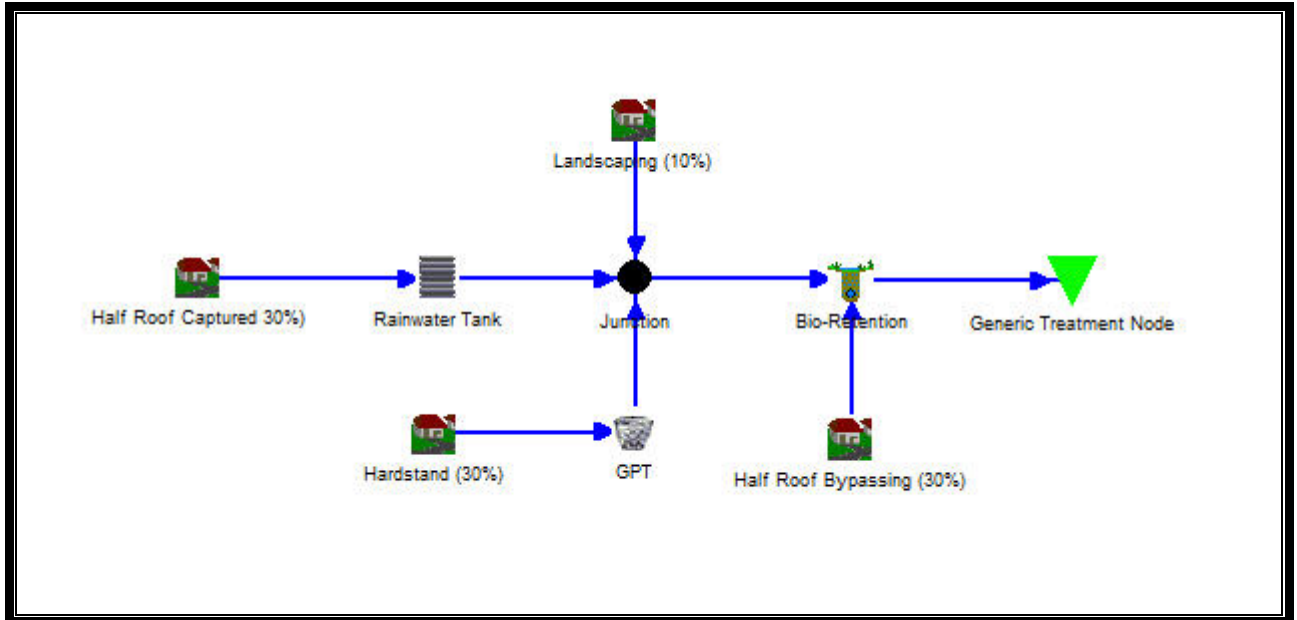 Landscaping (10%)
Half Roof Captured 30%)
Rainwater Tank
Junction
Bio-Retention
Generic Treatment Node
Hardstand (30%)
GPT
Half Roof Bypassing (30%)